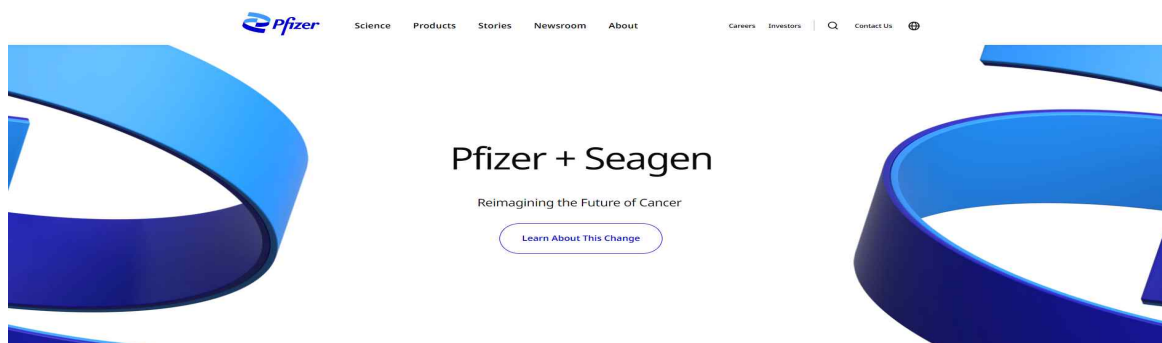 Pfizer Science Products Stories Newsroom About Careers Investors Contact Us
Pfizer + Seagen
Reimagining the Future of Cancer
Learn About This Change